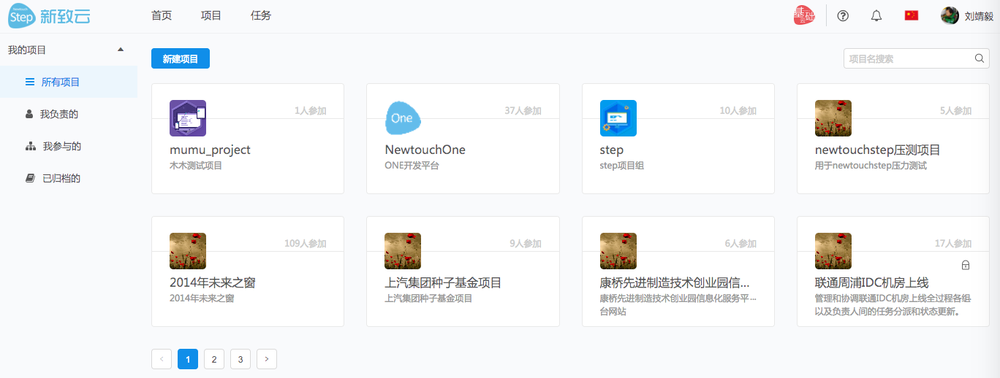 Newtouch
Step 新致云
首页 项目 任务
基础
云
刘靖毅
我的项目
所有项目
我负责的
我参与的
已归档的
新建项目
项目名搜索
1人参加
mumu_project
木木测试项目
One
37人参加
NewtouchOne
ONE开发平台
10人参加
step
step项目组
5人参加
newtouchstep压测项目
用于newtouchstep压力测试
109人参加
2014年未来之窗
2014年未来之窗
9人参加
上汽集团种子基金项目
上汽集团种子基金项目
6人参加
康桥先进制造技术创业园信...
康桥先进制造技术创业园信息化服务平...
台网站
17人参加
联通周浦IDC机房上线
管理和协调联通IDC机房上线全过程各组
以及负责人间的任务分派和状态更新。
< 1 2 3 >